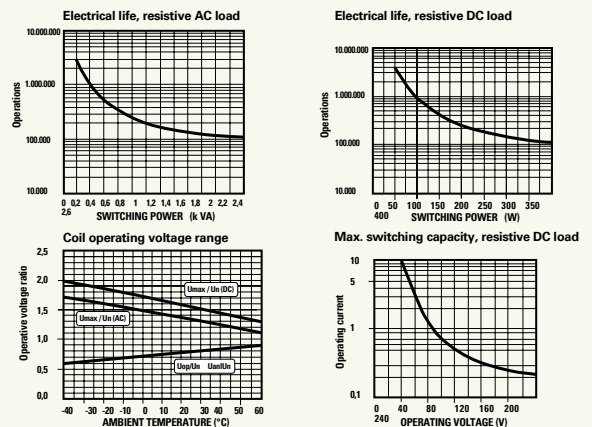 Electrical life, resistive AC load
10.000.000
1.000.000
100.000
10.000
Operations
0 0,2 0,4 0,6 0,8 1 1,2 1,4 1,6 1,8 2 2,2 2,4
2,6
SWITCHING POWER (k VA)
Electrical life, resistive DC load
10.000.000
1.000.000
100.000
10.000
Operations
0 50 100 150 200 250 300 350
400
SWITCHING POWER (W)
Coil operating voltage range
2,5
2,0
1,5
1,0
0,5
0,0
Operative voltage ratio
Umax / Un (DC)
Umax / Un (AC)
Uop/Un UanlUn
-40 -30 -20 -10 0 10 20 30 40 50 60
AMBIENT TEMPERATURE (°C)
Max. switching capacity, resistive DC load
10
5
1
0,1
Operating current
0 40 80 120 160 200
240
OPERATING VOLTAGE (V)